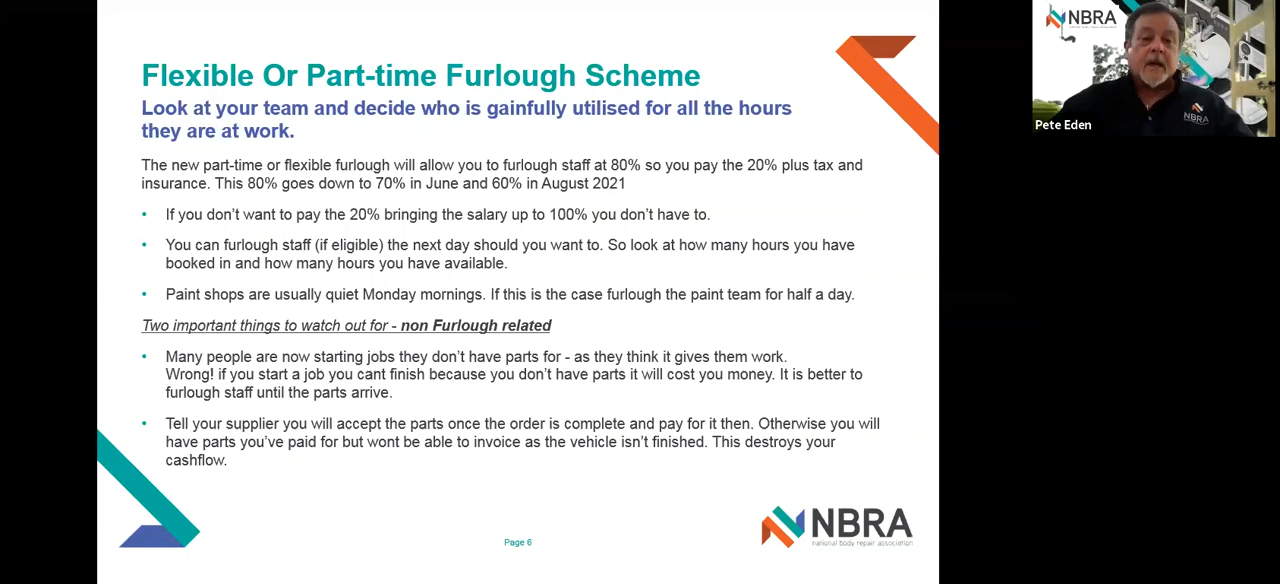 Flexible Or Part-time Furlough Scheme
Look at your team and decide who is gainfully utilised for all the hours
they are at work.
The new part-time or flexible furlough will allow you to furlough staff at 80% so you pay the 20% plus tax and
insurance. This 80% goes down to 70% in June and 60% in August 2021
• If you don't want to pay the 20% bringing the salary up to 100% you don't have to.
• You can furlough staff (if eligible) the next day should you want to. So look at how many hours you have
booked in and how many hours you have available.
• Paint shops are usually quiet Monday mornings. If this is the case furlough the paint team for half a day.
Two important things to watch out for - non Furlough related
• Many people are now starting jobs they don't have parts for - as they think it gives them work.
Wrong! if you start a job you cant finish because you don't have parts it will cost you money. It is better to
furlough staff until the parts arrive.
• Tell your supplier you will accept the parts once the order is complete and pay for it then. Otherwise you will
have parts you've paid for but wont be able to invoice as the vehicle isn't finished. This destroys your
cashflow.
Page 6
NBRA
national body repair association
NBRA
NBRA
Pete Eden